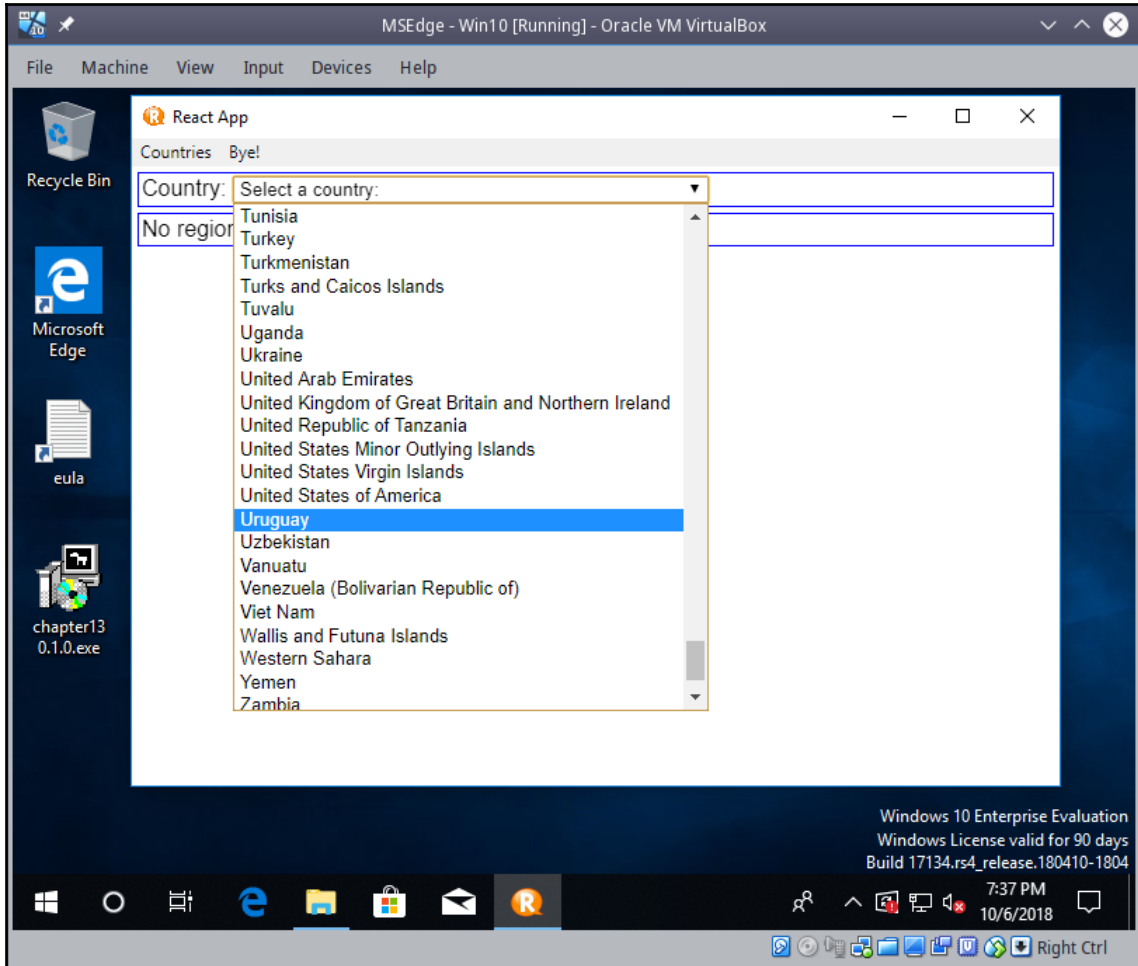 MSEdge - Win10 [Running] - Oracle VM VirtualBox
File Machine View Input Devices Help
Recycle Bin
Microsoft
Edge
eula
chapter13
0.1.0.exe
React App
Countries Bye!
Country: Select a country:
No region
Tunisia
Turkey
Turkmenistan
Turks and Caicos Islands
Tuvalu
Uganda
Ukraine
United Arab Emirates
United Kingdom of Great Britain and Northern Ireland
United Republic of Tanzania
United States Minor Outlying Islands
United States Virgin Islands
United States of America
Uruguay
Uzbekistan
Vanuatu
Venezuela (Bolivarian Republic of)
Viet Nam
Wallis and Futuna Islands
Western Sahara
Yemen
Zambia
Windows 10 Enterprise Evaluation
Windows License valid for 90 days
Build 17134.rs4_release.180410-1804
7:37 PM
10/6/2018
Right Ctrl